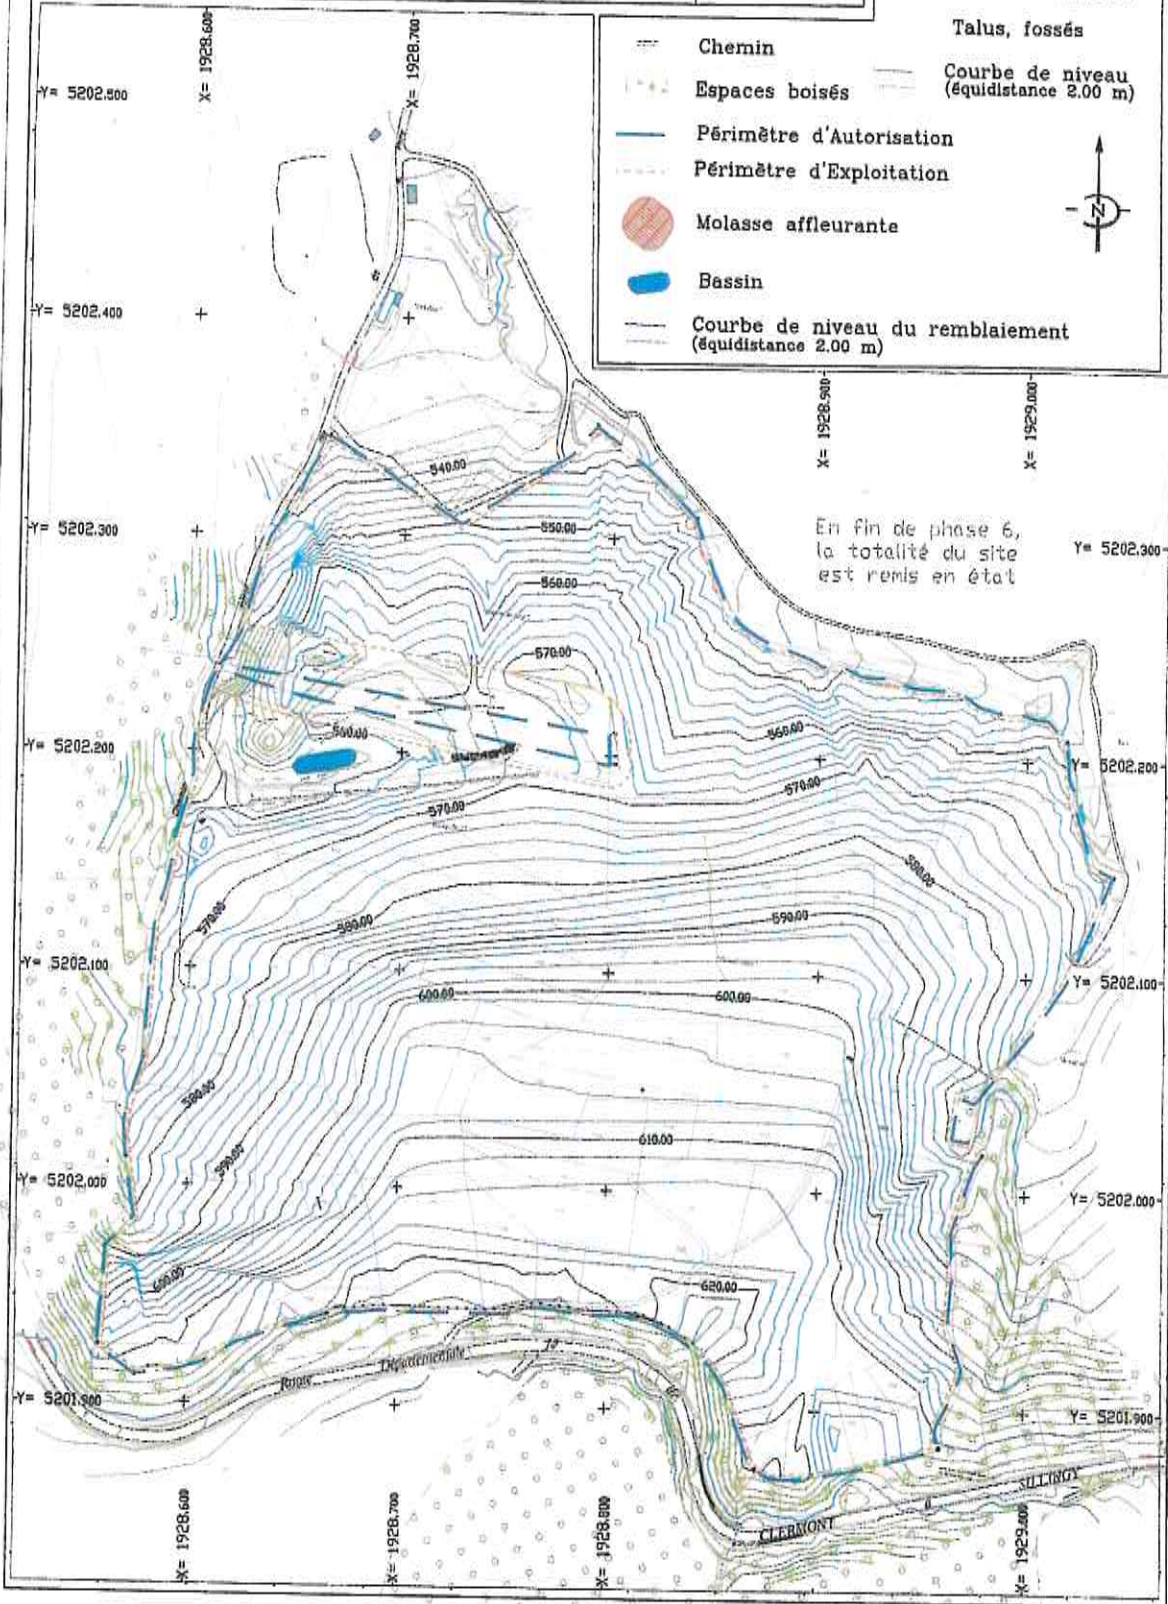 Talus, fossés
Chemin
Espaces boisés
Courbe de niveau
(équidistance 2.00 m)
Périmètre d'Autorisation
Périmètre d'Exploitation
N
Molasse affleurante
Bassin
Courbe de niveau du remblaiement
(équidistance 2.00 m)
X= 1928.600
X= 1928.700
Y= 5202.500
Y= 5202.400
X= 1928.900
X= 1929.000
540.00
Y= 5202.300
550.00
En fin de phase 6,
la totalité du site
est remis en état
Y= 5202.300
560.00
570.00
560.00
560.00
Y= 5202.200
Y= 5202.200
570.00
570.00
580.00
570.00
580.00
590.00
Y= 5202.100
Y= 5202.100
600.00
600.00
580.00
610.00
590.00
Y= 5202.000
Y= 5202.000
600.00
620.00
Route Départementale
Y= 5201.900
Y= 5201.900
SILLINGY
CLERMONT
X= 1928.600
X= 1928.700
X= 1928.800
X= 1929.000